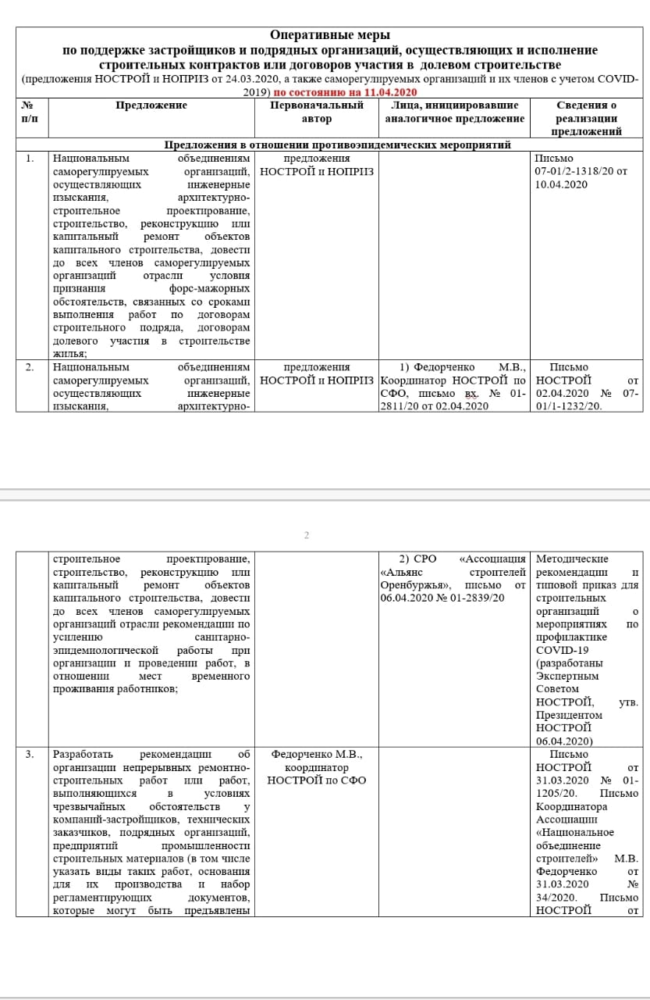 Оперативные меры
по поддержке застройщиков и подрядных организаций, осуществляющих и исполнение
строительных контрактов или договоров участия в долевом строительстве
(предложения НОСТРОЙ и НОПРИЗ от 24.03.2020, а также саморегулируемых организаций и их членов с учетом COVID-
2019) по состоянию на 11.04.2020
№
п/п
Предложение
Первоначальный
автор
Лица, инициировавшие
аналогичное предложение
Сведения о
реализации
предложений
Предложения в отношении противоэпидемических мероприятий
1.
Национальным объединениям
саморегулируемых организаций,
осуществляющих инженерные
изыскания, архитектурно-
строительное проектирование,
строительство, реконструкцию или
капитальный ремонт объектов
капитального строительства, довести
до всех членов саморегулируемых
организаций отрасли условия
признания форс-мажорных
обстоятельств, связанных со сроками
выполнения работ по договорам
строительного подряда, договорам
долевого участия в строительстве
жилья;
предложения
НОСТРОЙ и НОПРИЗ
Письмо
07-01/2-1318/20 от
10.04.2020
2.
Национальным объединениям
саморегулируемых организаций,
осуществляющих инженерные
изыскания, архитектурно-
предложения
НОСТРОЙ и НОПРИЗ
1) Федорченко М.В.,
Координатор НОСТРОЙ по
СФО, письмо вх. № 01-
2811/20 от 02.04.2020
Письмо
НОСТРОЙ от
02.04.2020 № 07-
01/1-1232/20.
2
строительное проектирование,
строительство, реконструкцию или
капитальный ремонт объектов
капитального строительства, довести
до всех членов саморегулируемых
организаций отрасли рекомендации по
усилению санитарно-
эпидемиологической работы при
организации и проведении работ, в
отношении мест временного
проживания работников;
2) СРО «Ассоциация
«Альянс строителей
Оренбуржья», письмо от
06.04.2020 № 01-2839/20
Методические
рекомендации и
типовой приказ для
строительных
организаций о
мероприятиях по
профилактике
COVID-19
(разработаны
Экспертным
Советом
НОСТРОЙ, утв.
Президентом
НОСТРОЙ
06.04.2020)
3.
Разработать рекомендации об
организации непрерывных ремонтно-
строительных работ или работ,
выполняющихся в условиях
чрезвычайных обстоятельств у
компаний-застройщиков, технических
заказчиков, подрядных организаций,
предприятий промышленности
строительных материалов (в том числе
указать виды таких работ, основания
для их производства и набор
регламентирующих документов,
которые могут быть предъявлены
Федорченко М.В.,
координатор
НОСТРОЙ по СФО
Письмо
НОСТРОЙ от
31.03.2020 № 01-
1205/20. Письмо
Координатора
Ассоциации
«Национальное
объединение
строителей» М.В.
Федорченко от
31.03.2020 №
34/2020. Письмо
НОСТРОЙ от